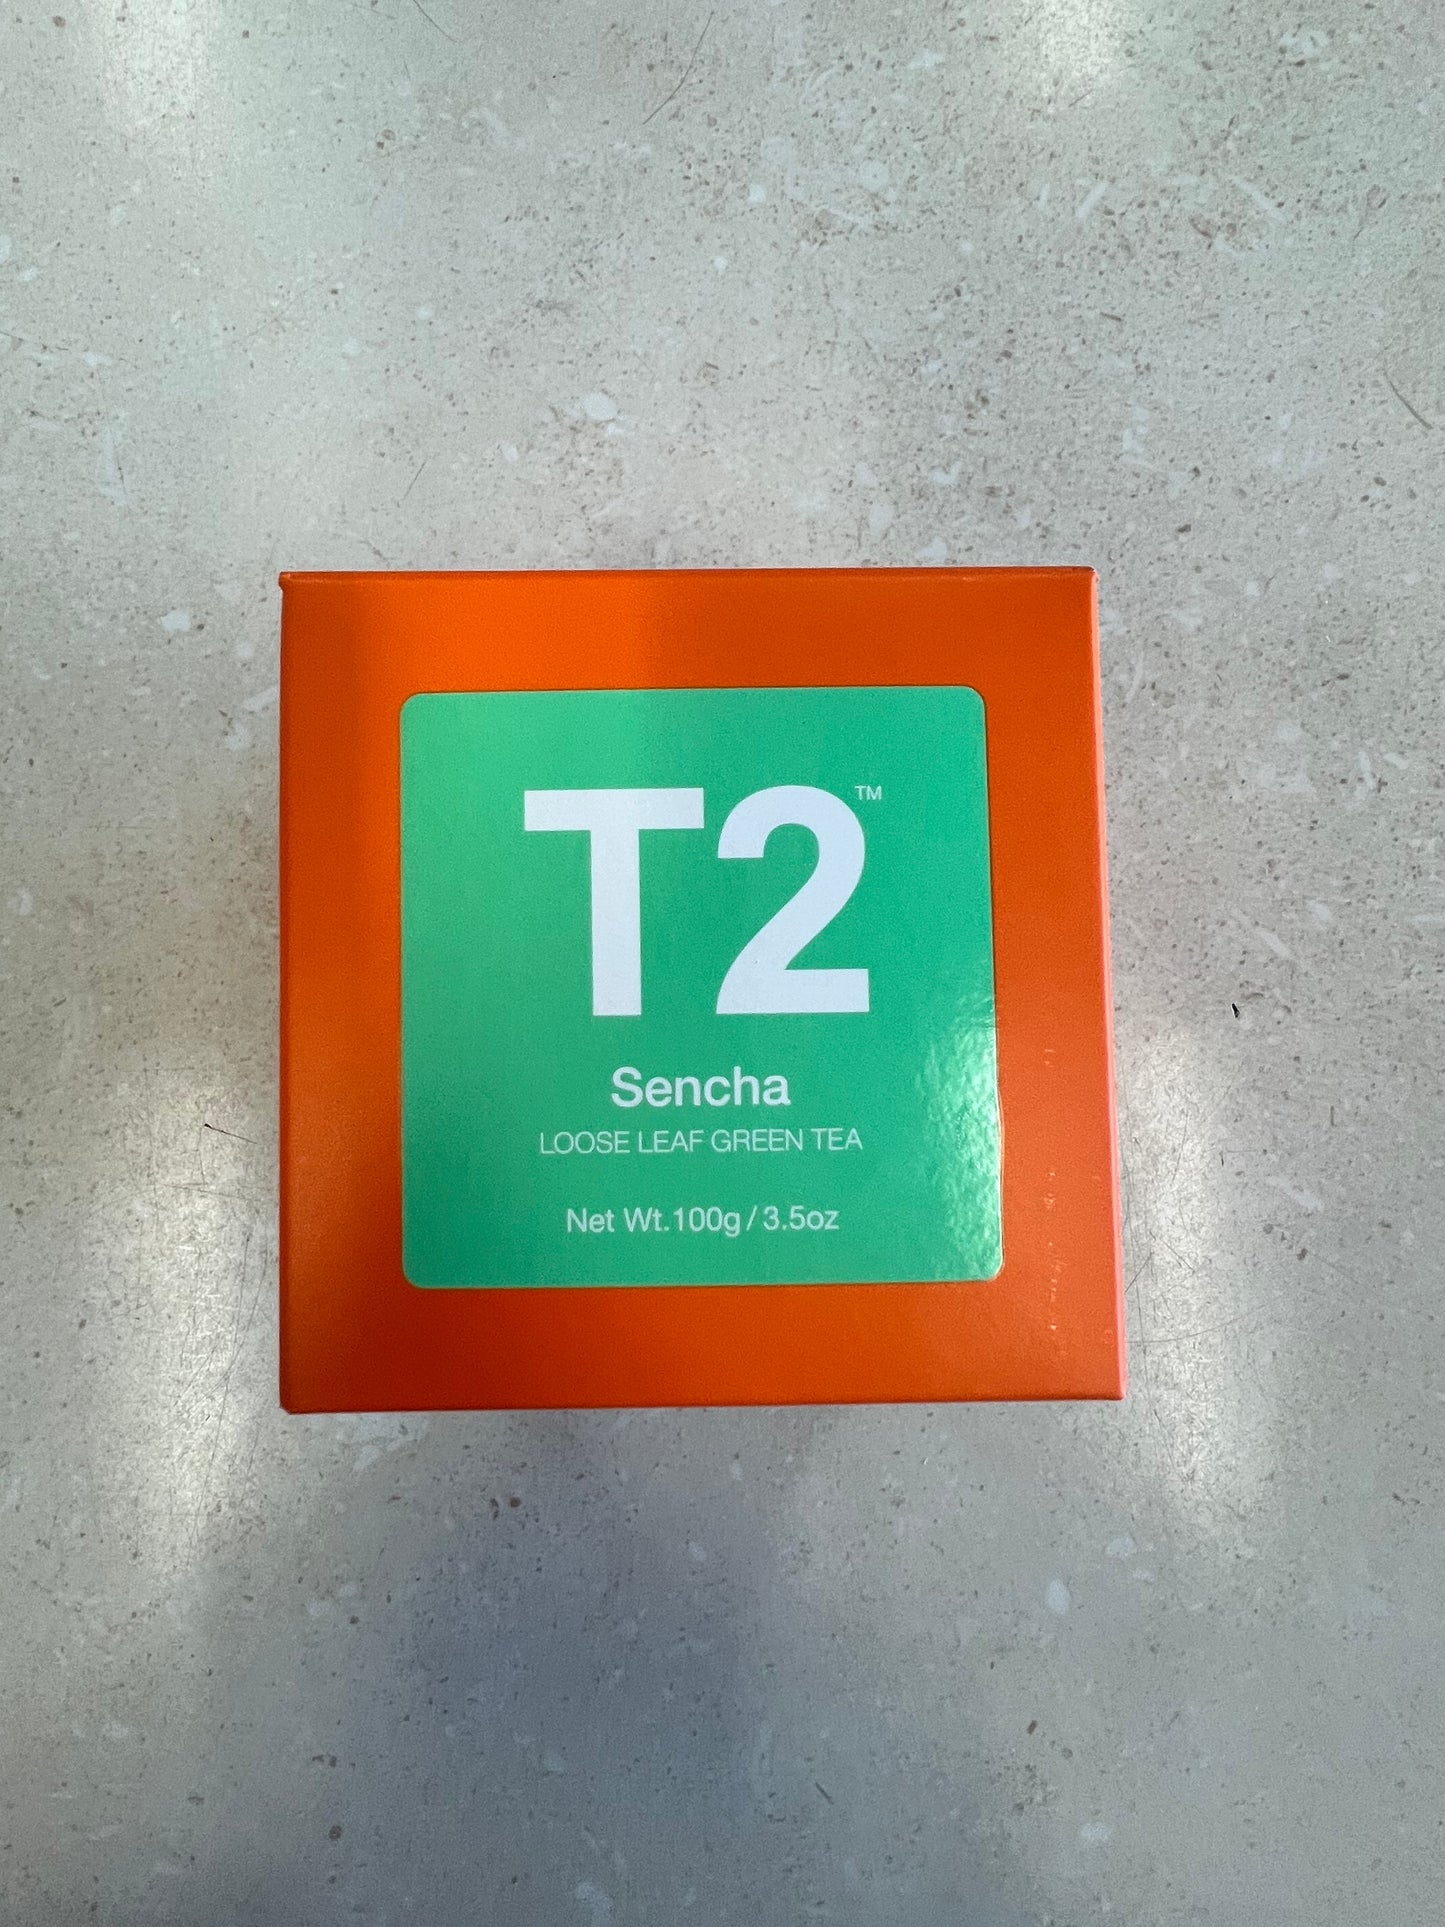 T2™
Sencha
LOOSE LEAF GREEN TEA
Net Wt.100g / 3.5oz